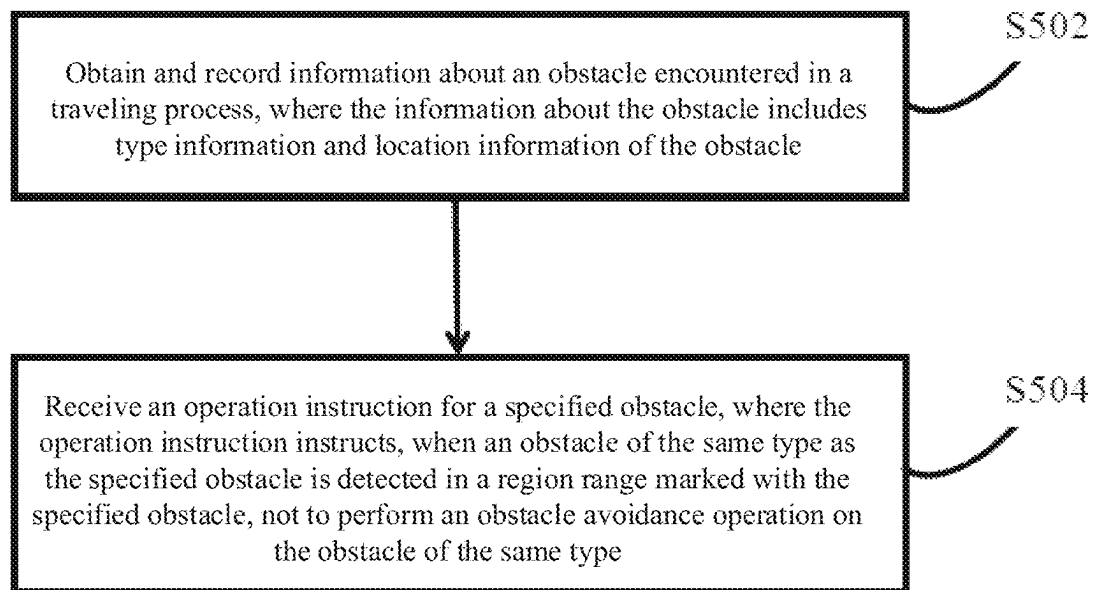 S502
Obtain and record information about an obstacle encountered in a
traveling process, where the information about the obstacle includes
type information and location information of the obstacle
S504
Receive an operation instruction for a specified obstacle, where the
operation instruction instructs, when an obstacle of the same type as
the specified obstacle is detected in a region range marked with the
specified obstacle, not to perform an obstacle avoidance operation on
the obstacle of the same type